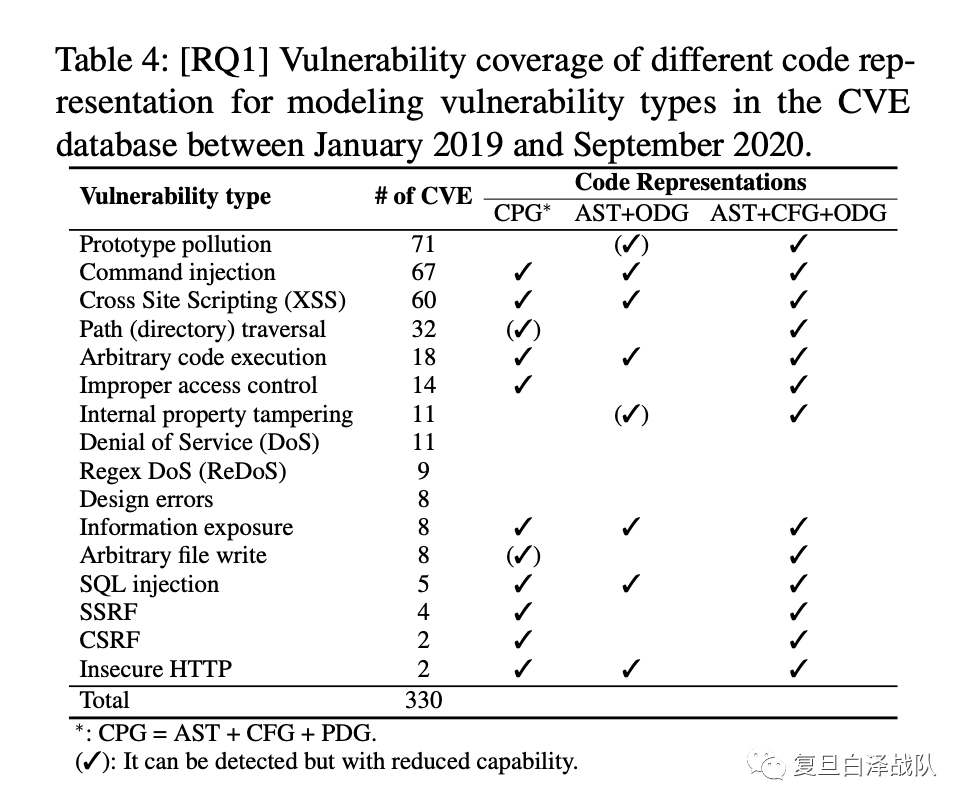 Table 4: [RQ1] Vulnerability coverage of different code rep-
resentation for modeling vulnerability types in the CVE
database between January 2019 and September 2020.
Vulnerability type # of CVE Code Representations
CPG* AST+ODG AST+CFG+ODG
Prototype pollution 71 (✓) ✓
Command injection 67 ✓ ✓ ✓
Cross Site Scripting (XSS) 60 ✓ ✓ ✓
Path (directory) traversal 32 (✓) ✓
Arbitrary code execution 18 ✓ ✓ ✓
Improper access control 14 ✓ ✓
Internal property tampering 11 (✓) ✓
Denial of Service (DoS) 11
Regex DoS (ReDoS) 9
Design errors 8
Information exposure 8 ✓ ✓ ✓
Arbitrary file write 8 (✓) ✓
SQL injection 5 ✓ ✓ ✓
SSRF 4 ✓ ✓
CSRF 2 ✓ ✓
Insecure HTTP 2 ✓ ✓ ✓
Total 330
*: CPG = AST + CFG + PDG.
(✓): It can be detected but with reduced capability.
复旦白泽战队